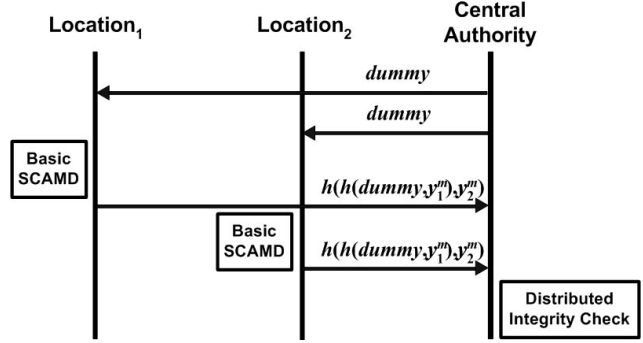 Location₁
Location₂
Central
Authority
dummy
dummy
Basic
SCAMD
h(h(dummy,y₁ᵐ),y₂ᵐ)
Basic
SCAMD
h(h(dummy,y₁ᵐ),y₂ᵐ)
Distributed
Integrity Check